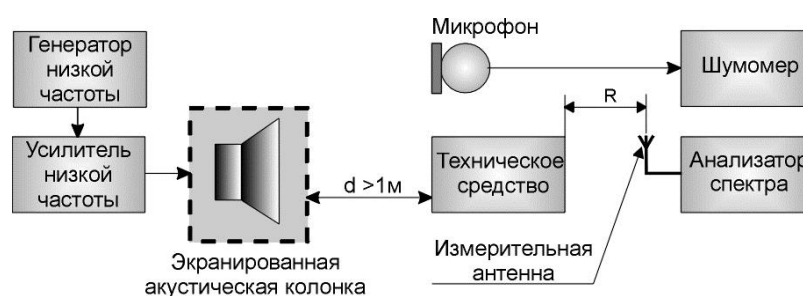 Генератор
низкой
частоты
Усилитель
низкой
частоты
Экранированная
акустическая колонка
d >1м
Микрофон
Шумомер
R
Техническое
средство
Анализатор
спектра
Измерительная
антенна